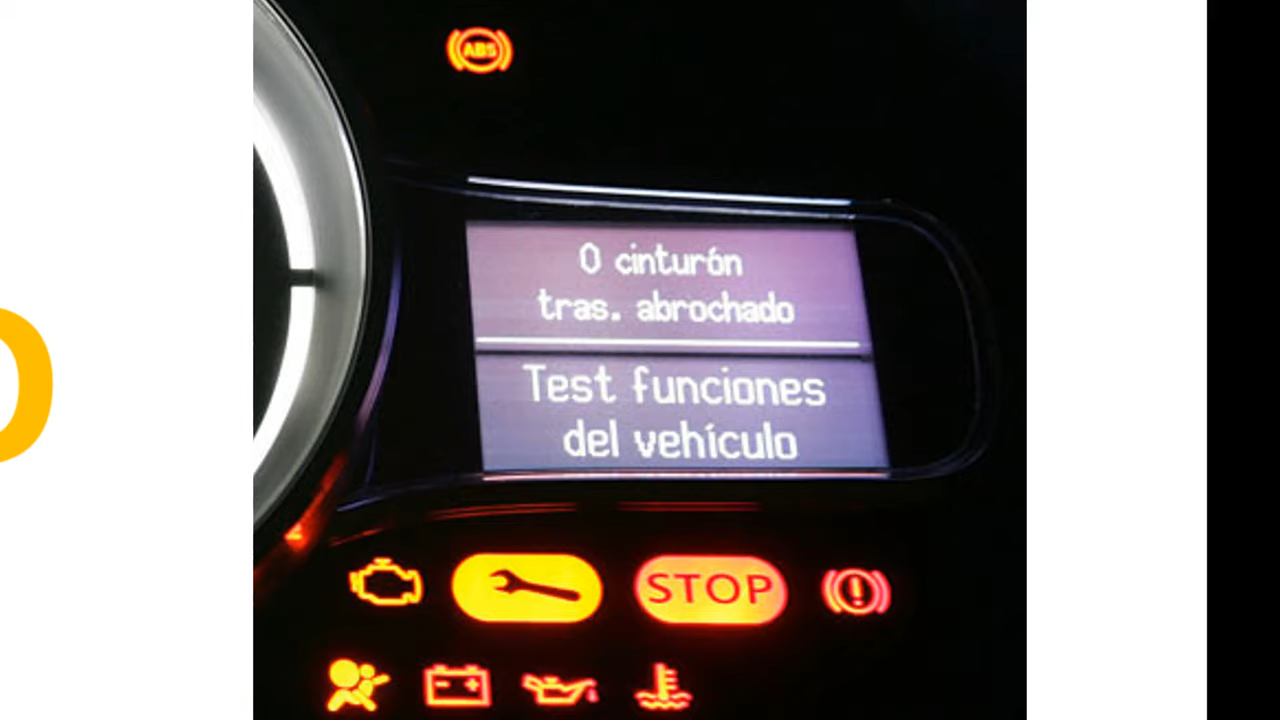 ABS
0 cinturón
tras. abrochado
Test funciones
del vehículo
STOP